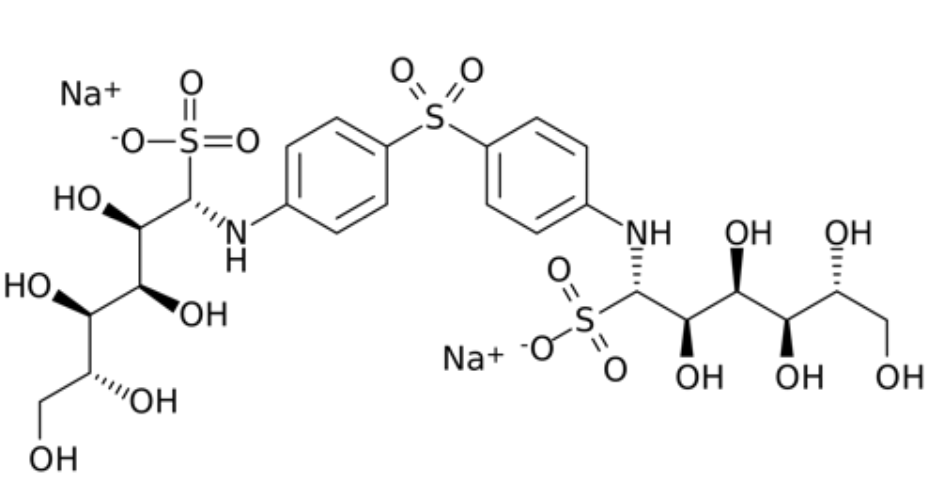 O O
Na+ O
S
-O S O
HO
N NH
H OH OH
HO O
OH S
Na+ -O
O OH OH OH
OH
OH